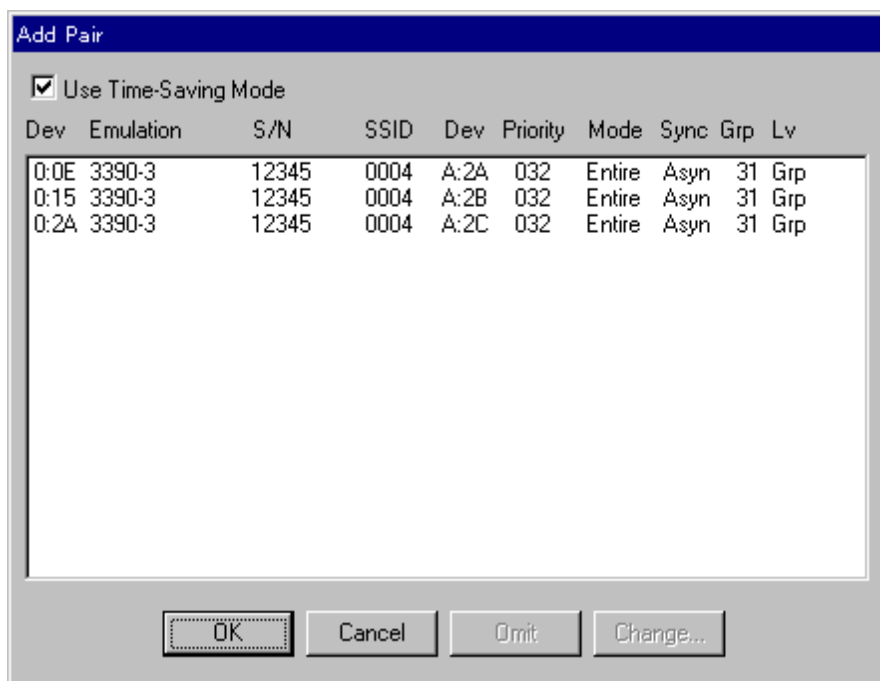 Add Pair
Use Time-Saving Mode
Dev Emulation S/N SSID Dev Priority Mode Sync Grp Lv
0:0E 3390-3 12345 0004 A:2A 032 Entire Asyn 31 Grp
0:15 3390-3 12345 0004 A:2B 032 Entire Asyn 31 Grp
0:2A 3390-3 12345 0004 A:2C 032 Entire Asyn 31 Grp
OK Cancel Omit Change...